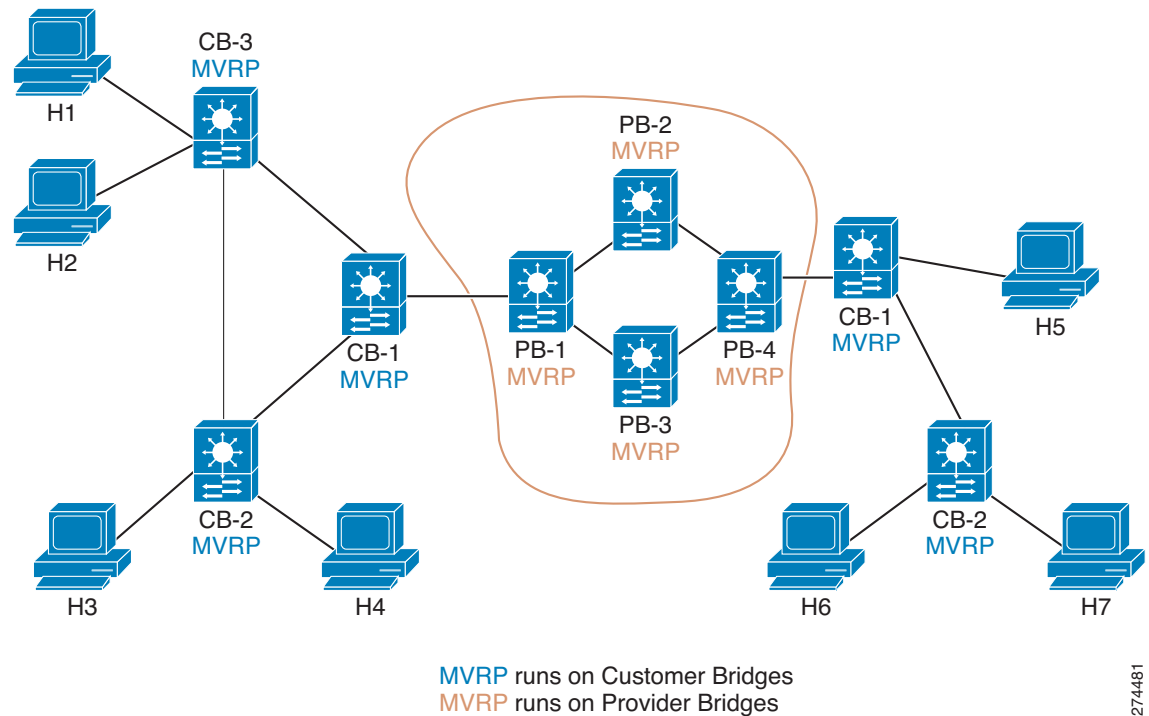 H1
CB-3
MVRP
H2
PB-2
MVRP
CB-1
MVRP
PB-1
MVRP
PB-4
MVRP
CB-1
MVRP
H5
PB-3
MVRP
CB-2
MVRP
H3
H4
CB-2
MVRP
H6
H7
MVRP runs on Customer Bridges
MVRP runs on Provider Bridges
274481